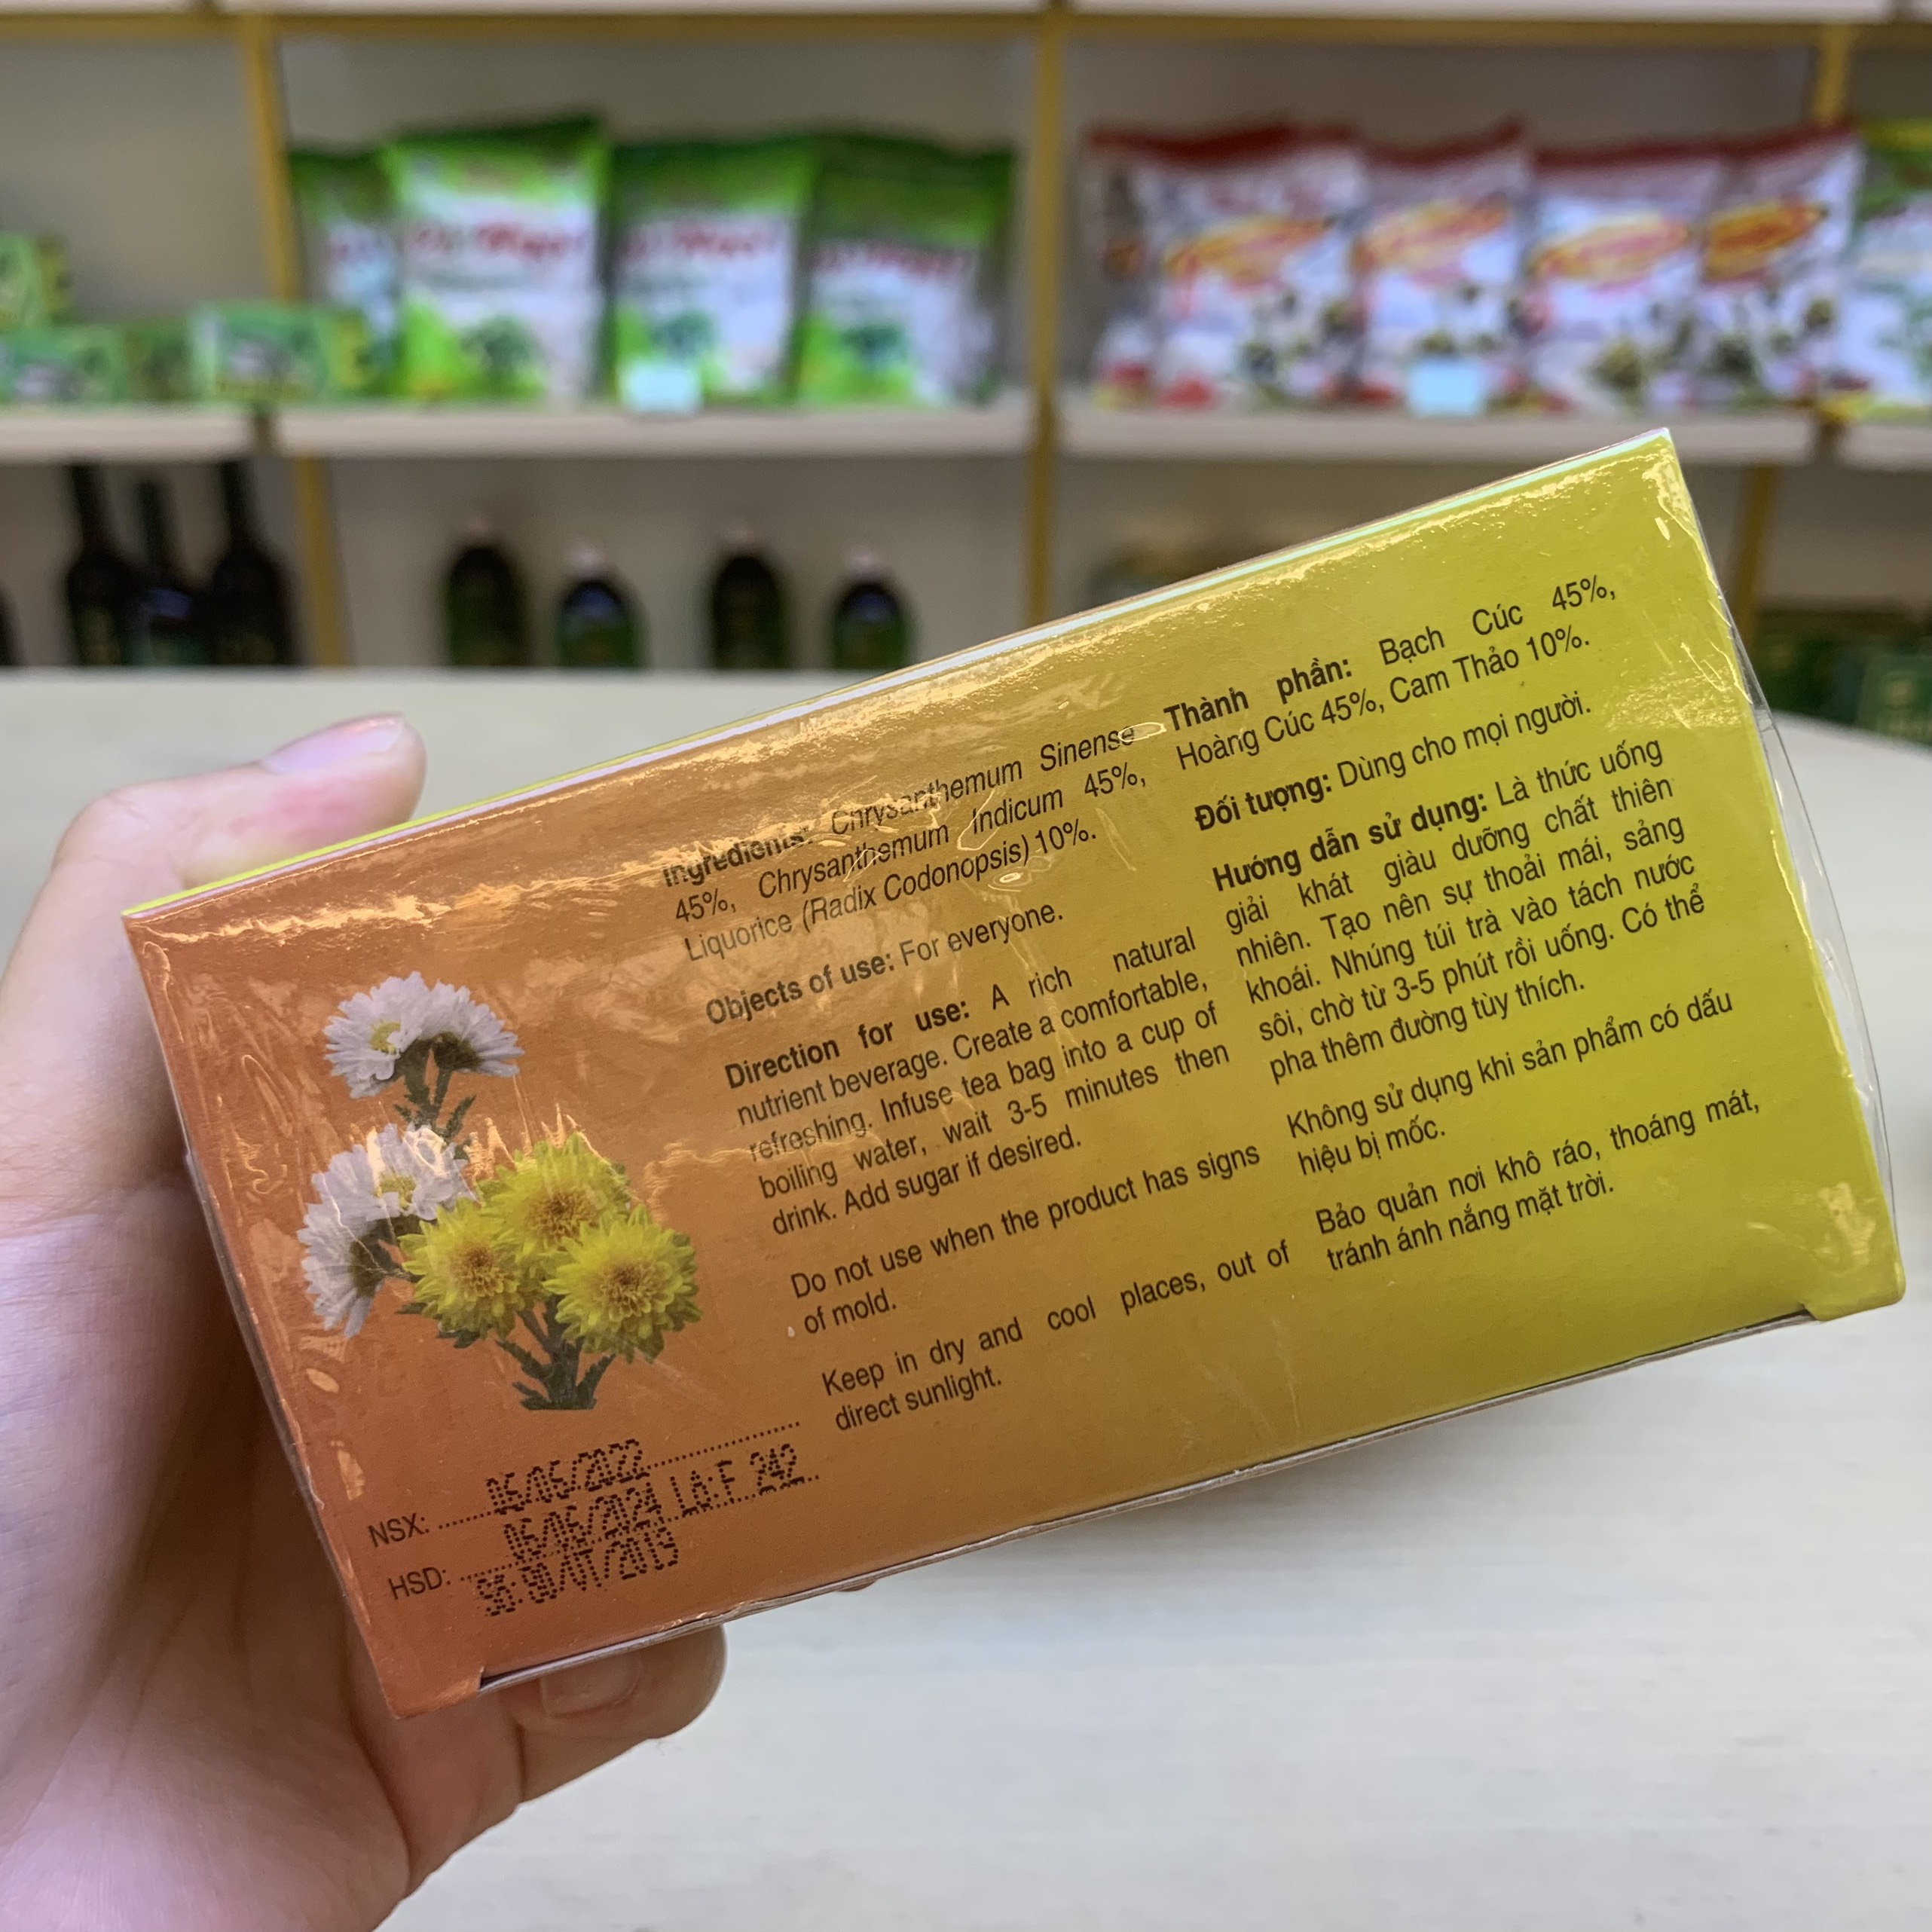 Ingredients: Chrysanthemum Sinense
45%, Chrysanthemum Indicum 45%,
Liquorice (Radix Codonopsis) 10%.
Objects of use: For everyone.
Direction for use: A rich natural
nutrient beverage. Create a comfortable,
refreshing. Infuse tea bag into a cup of
boiling water, wait 3-5 minutes then
drink. Add sugar if desired.
Do not use when the product has signs
of mold.
Keep in dry and cool places, out of
direct sunlight.
Thành phần: Bạch Cúc 45%,
Hoàng Cúc 45%, Cam Thảo 10%.
Đối tượng: Dùng cho mọi người.
Hướng dẫn sử dụng: Là thức uống
giải khát giàu dưỡng chất thiên
nhiên. Tạo nên sự thoải mái, sảng
khoái. Nhúng túi trà vào tách nước
sôi, chờ từ 3-5 phút rồi uống. Có thể
pha thêm đường tùy thích.
Không sử dụng khi sản phẩm có dấu
hiệu bị mốc.
Bảo quản nơi khô ráo, thoáng mát,
tránh ánh nắng mặt trời.
NSX: 06/06/2022
HSD: 06/06/2024 LA:F 242